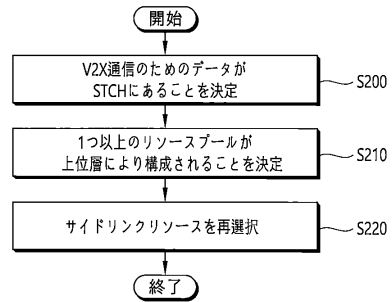 開始
V2X通信のためのデータが
STCHにあることを決定
S200
1つ以上のリソースプールが
上位層により構成されることを決定
S210
サイドリンクリソースを再選択
S220
終了